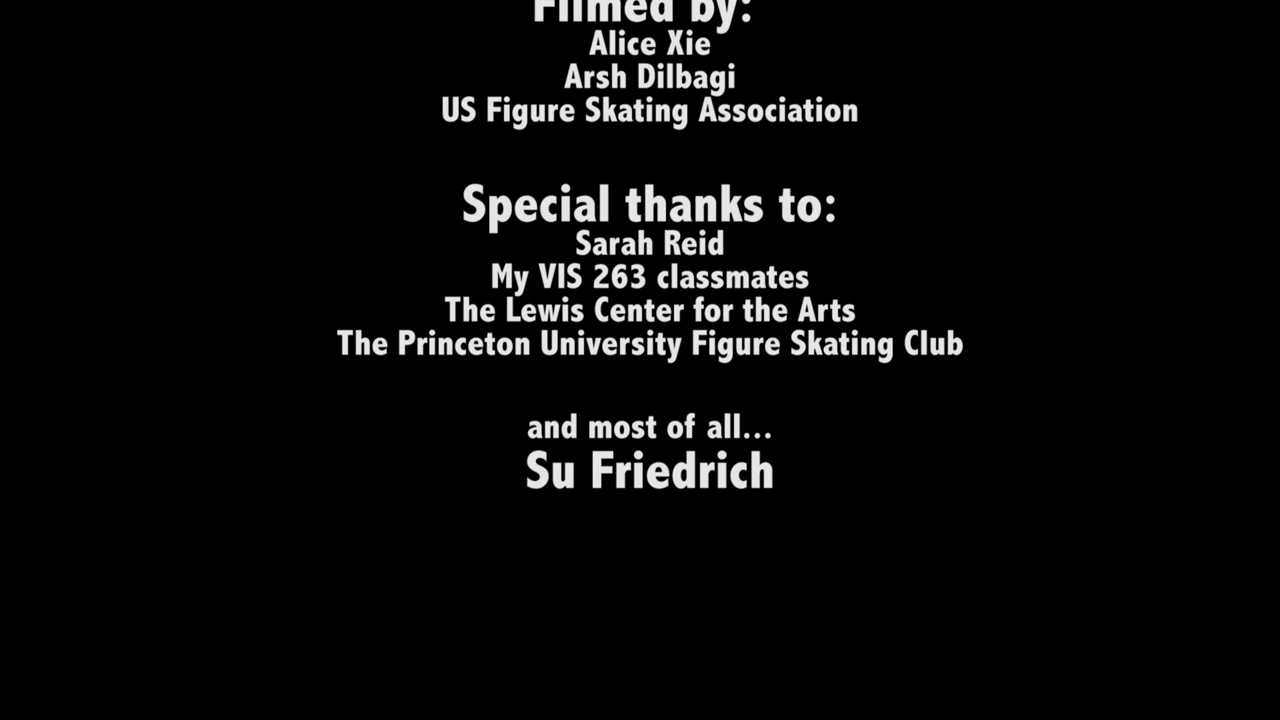 Filmed by:
Alice Xie
Arsh Dilbagi
US Figure Skating Association
Special thanks to:
Sarah Reid
My VIS 263 classmates
The Lewis Center for the Arts
The Princeton University Figure Skating Club
and most of all...
Su Friedrich